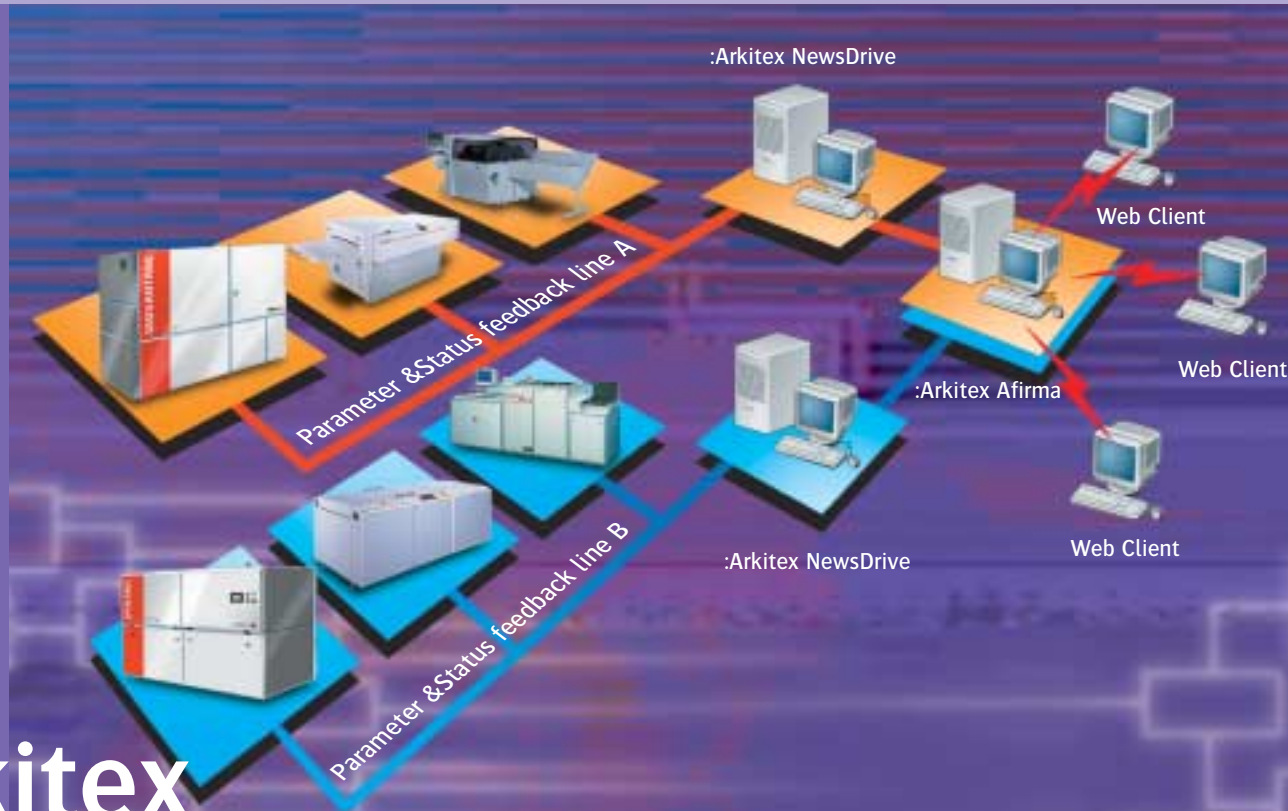 :Arkitex NewsDrive
Web Client
Parameter &Status feedback line A
Web Client
:Arkitex Afirma
Parameter &Status feedback line B
:Arkitex NewsDrive
Web Client
kitex